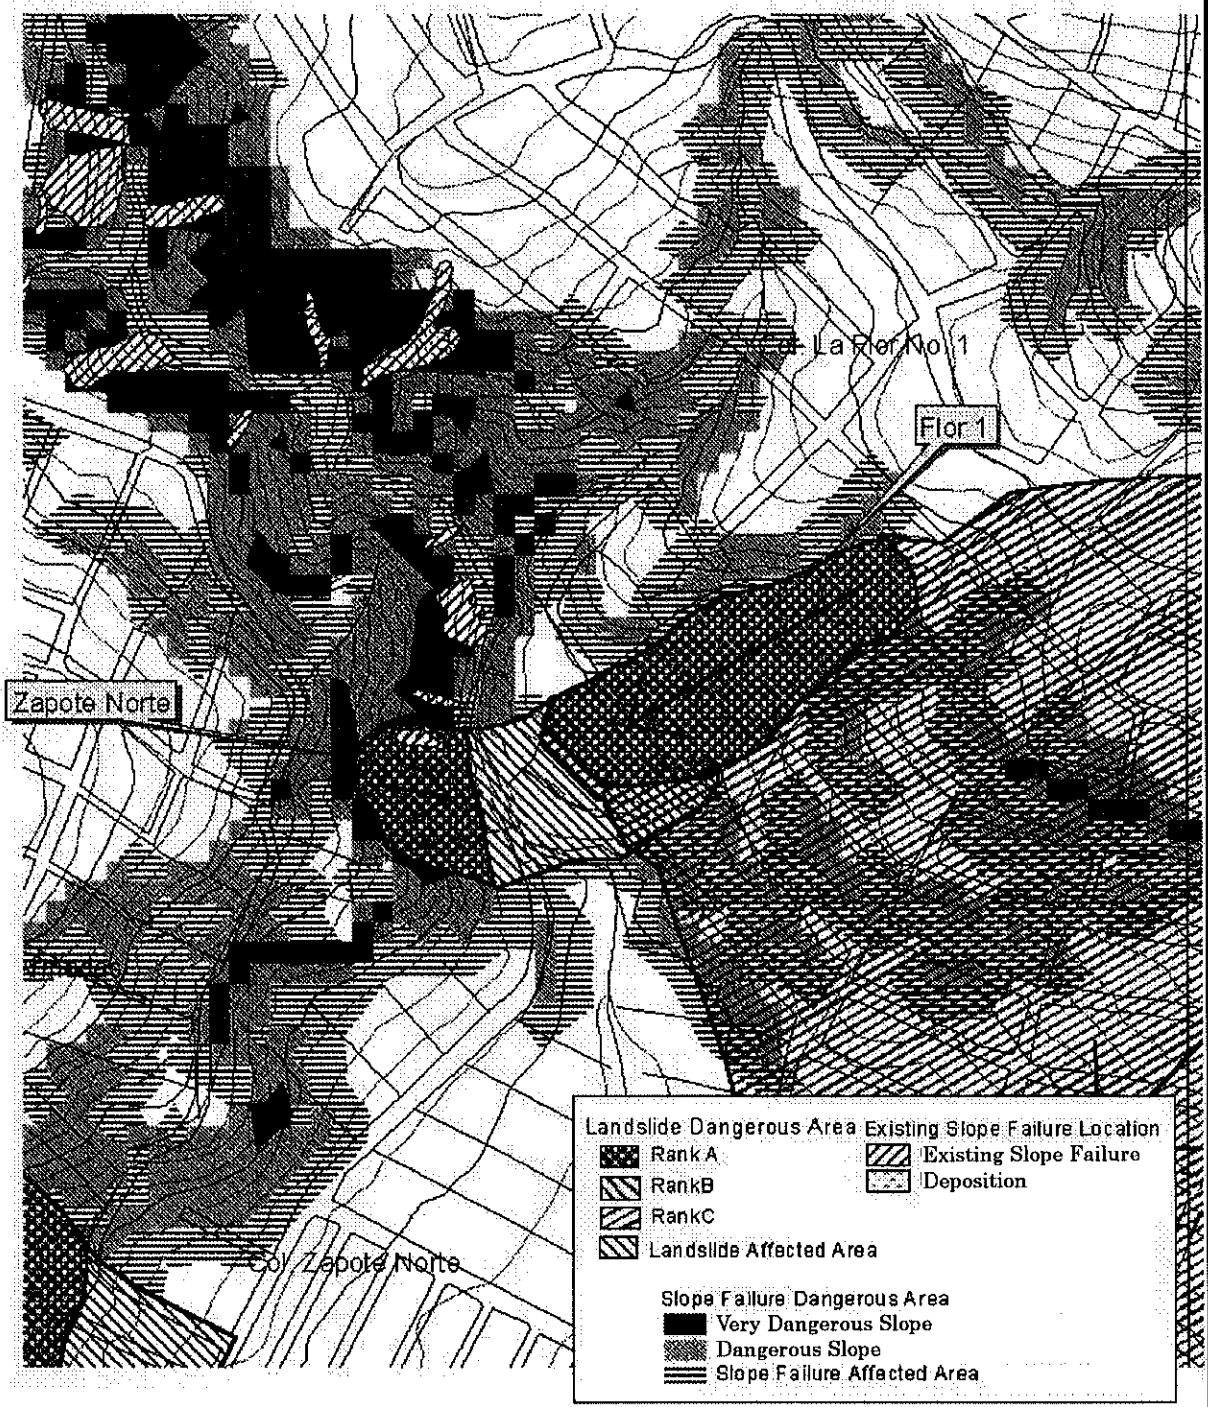 Col. La Flor No. 1
Flor 1
Zapote Norte
Col. Zapote Norte
Landslide Dangerous Area
Rank A
RankB
RankC
Landslide Affected Area
Existing Slope Failure Location
Existing Slope Failure
Deposition
Slope Failure Dangerous Area
Very Dangerous Slope
Dangerous Slope
Slope Failure Affected Area